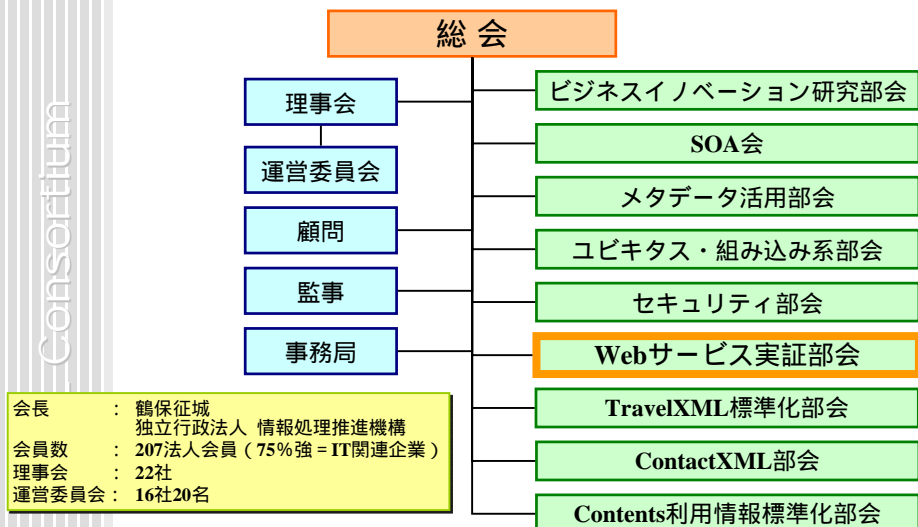 総 会
理事会
運営委員会
顧問
監事
事務局
ビジネスイノベーション研究部会
SOA会
メタデータ活用部会
ユビキタス・組み込み系部会
セキュリティ部会
Webサービス実証部会
TravelXML標準化部会
ContactXML部会
Contents利用情報標準化部会
会長 : 鶴保征城
独立行政法人 情報処理推進機構
会員数 : 207法人会員(75%強=IT関連企業)
理事会 : 22社
運営委員会: 16社20名
Consortium